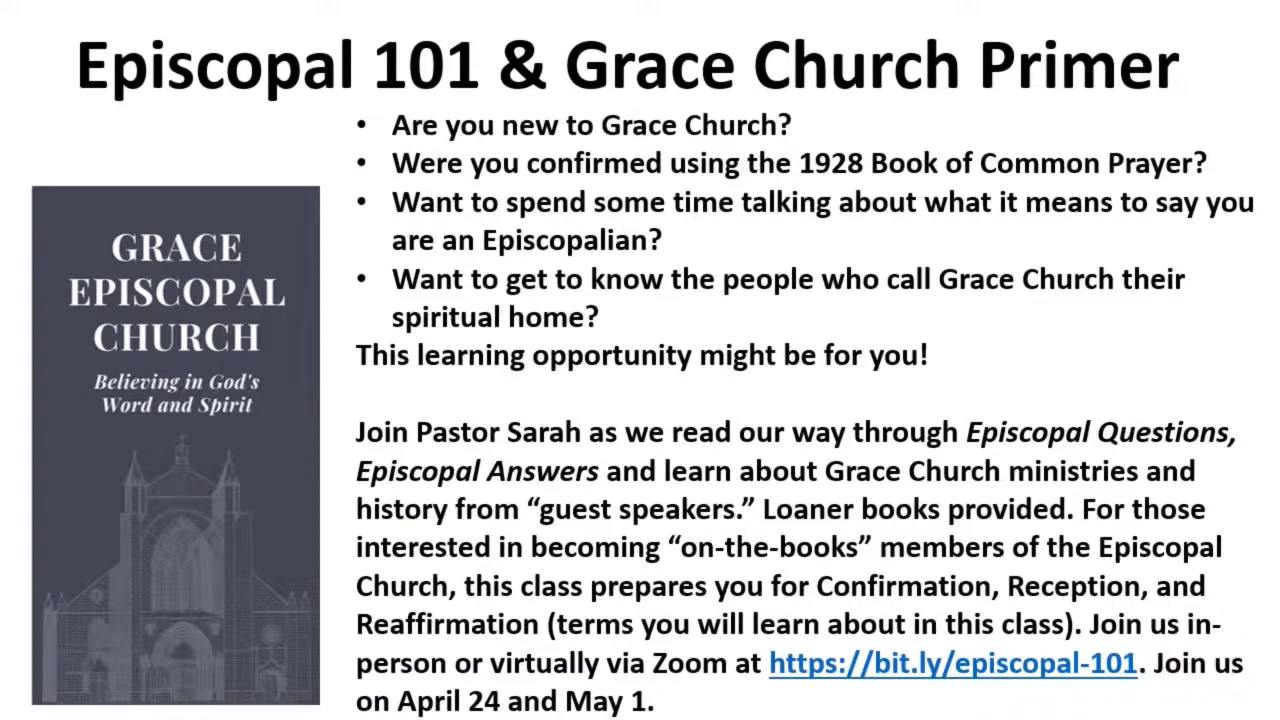 Episcopal 101 & Grace Church Primer
• Are you new to Grace Church?
• Were you confirmed using the 1928 Book of Common Prayer?
• Want to spend some time talking about what it means to say you
are an Episcopalian?
• Want to get to know the people who call Grace Church their
spiritual home?
This learning opportunity might be for you!
GRACE
EPISCOPAL
CHURCH
Believing in God's
Word and Spirit
Join Pastor Sarah as we read our way through Episcopal Questions,
Episcopal Answers and learn about Grace Church ministries and
history from “guest speakers.” Loaner books provided. For those
interested in becoming “on-the-books” members of the Episcopal
Church, this class prepares you for Confirmation, Reception, and
Reaffirmation (terms you will learn about in this class). Join us in-
person or virtually via Zoom at https://bit.ly/episcopal-101. Join us
on April 24 and May 1.